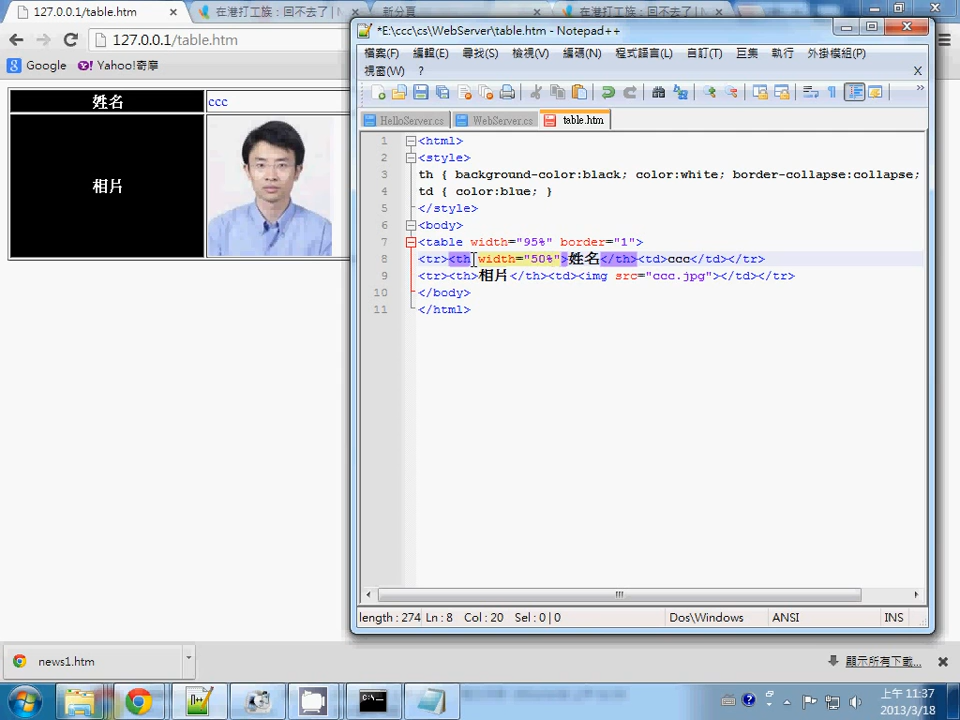 127.0.0.1/table.htm
在港打工族：回不去了 | M
新分頁
在港打工族：回不去了 |
127.0.0.1/table.htm
Google
Yahoo!奇摩
姓名
ccc
相片
*E:\ccc\cs\WebServer\table.htm - Notepad++
檔案(F) 編輯(E) 尋找(S) 檢視(V) 編碼(N) 程式語言(L) 自訂(T) 巨集 執行 外掛模組(P)
視窗(W) ? X
HelloServer.cs WebServer.cs table.htm
1 <html>
2 <style>
3 th { background-color:black; color:white; border-collapse:collapse;
4 td { color:blue; }
5 </style>
6 <body>
7 <table width="95%" border="1">
8 <tr><th width="50%">姓名</th><td>ccc</td></tr>
9 <tr><th>相片</th><td><img src="ccc.jpg"></td></tr>
10 </body>
11 </html>
length : 274 Ln : 8 Col : 20 Sel : 0 | 0 Dos\Windows ANSI INS
news1.htm
顯示所有下載...
上午 11:37
2013/3/18